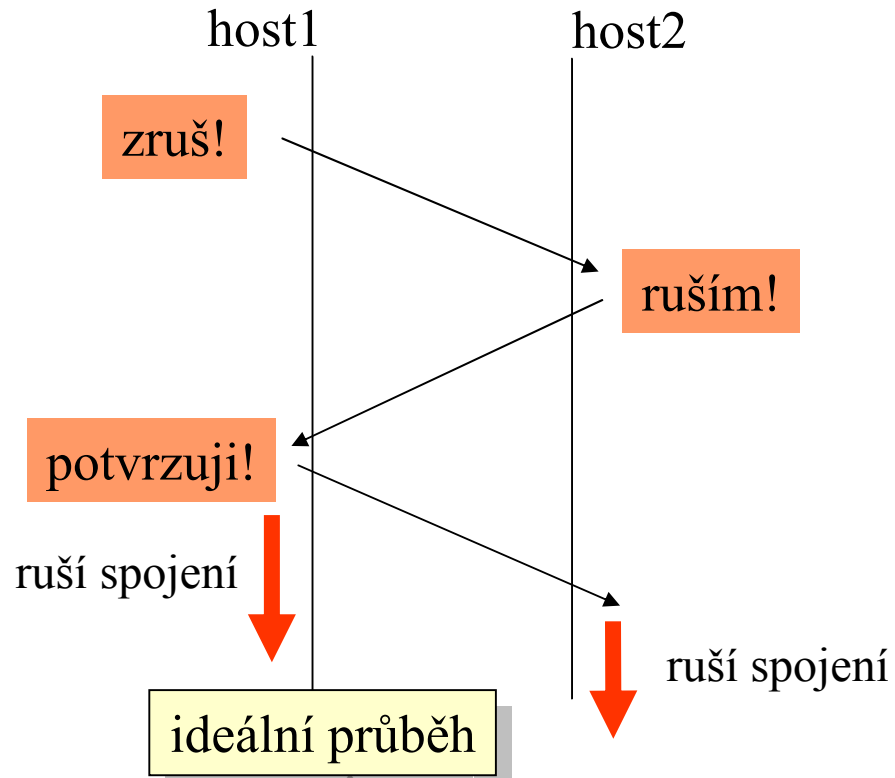 host1
host2
zruš!
ruším!
potvrzuji!
ruší spojení
ruší spojení
ideální průběh